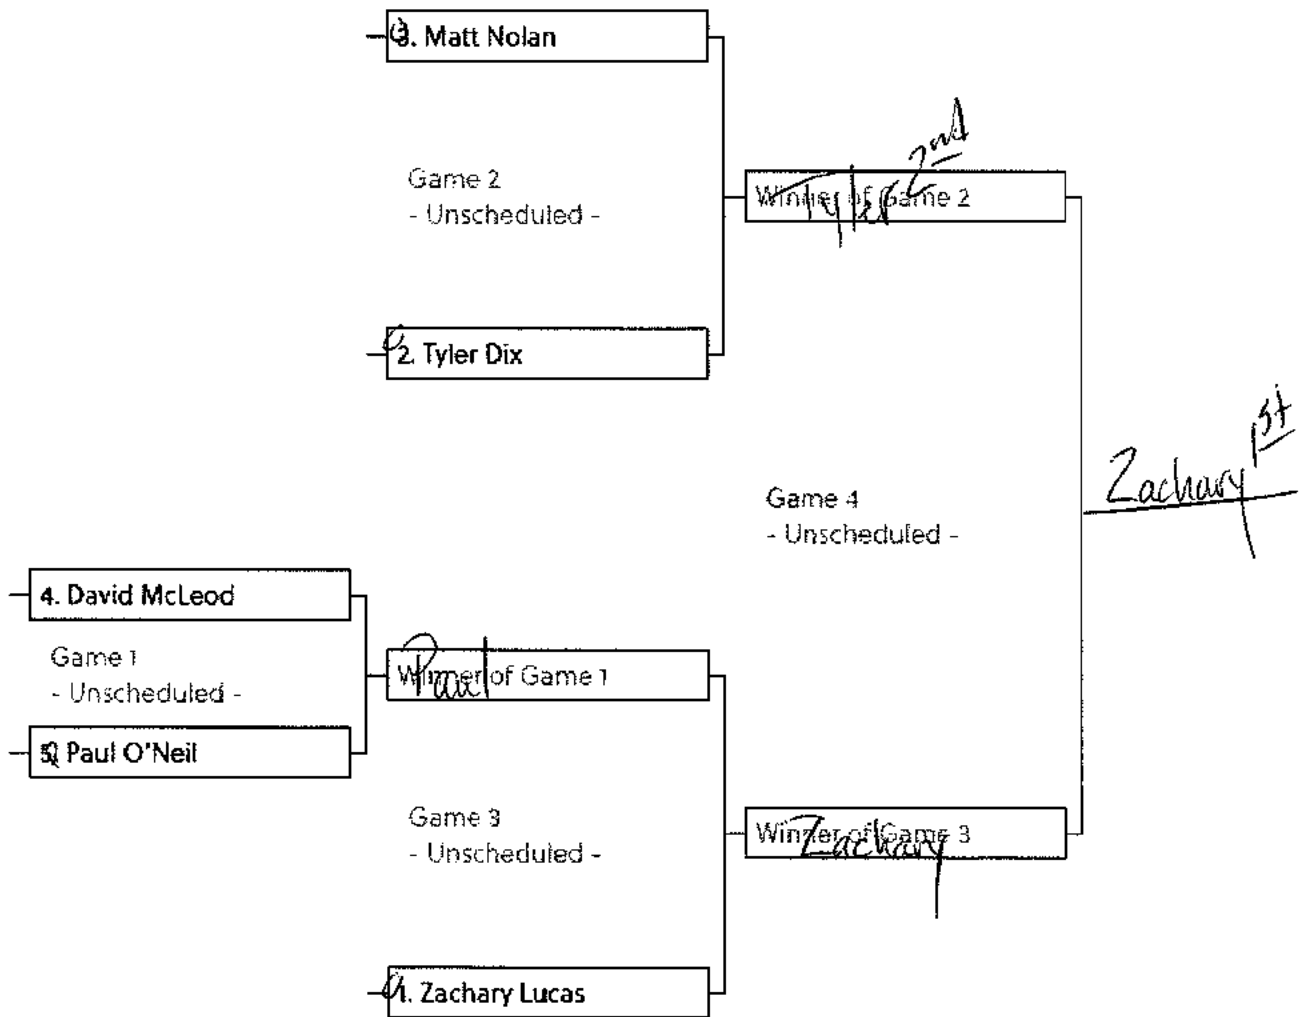 3. Matt Nolan
Game 2
- Unscheduled -
Winner of Game 2
Tyler 2nd
2. Tyler Dix
Game 4
- Unscheduled -
Zachary 1st
4. David McLeod
Game 1
- Unscheduled -
5. Paul O'Neil
Winner of Game 1
Paul
Game 3
- Unscheduled -
Winner of Game 3
Zachary
1. Zachary Lucas